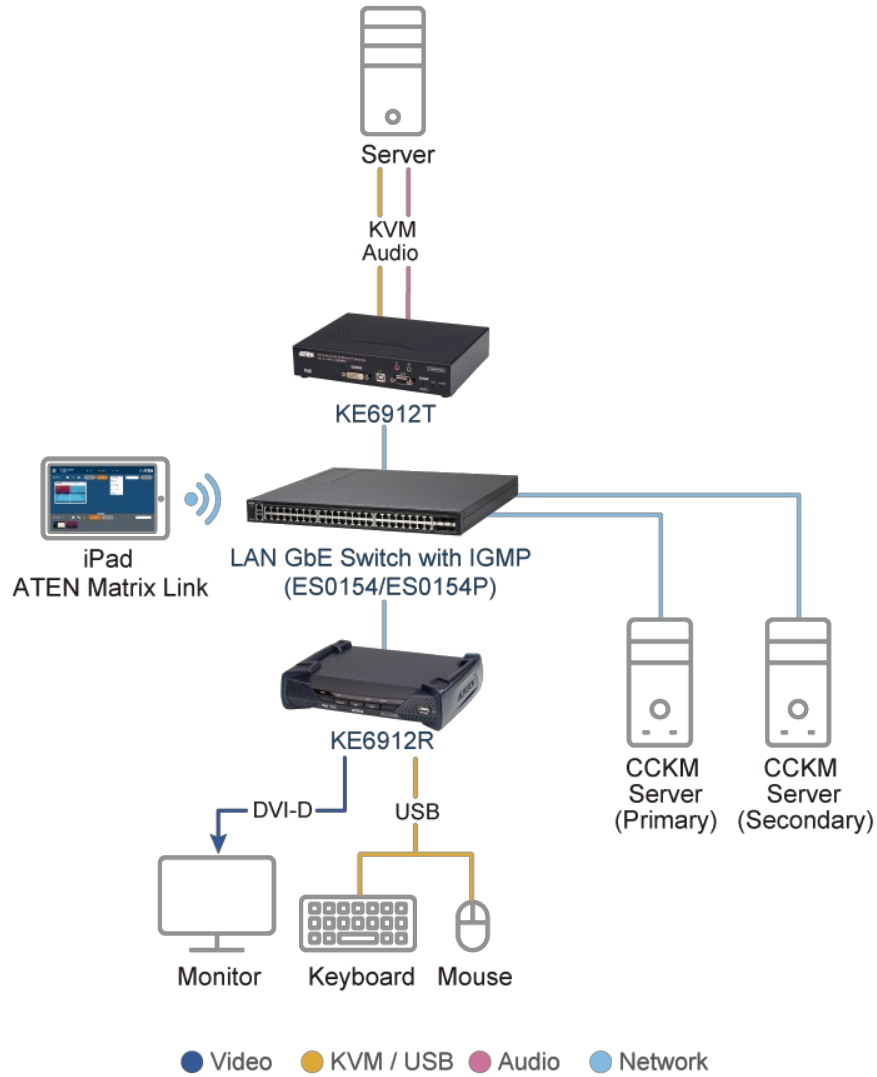 Server
KVM
Audio
ATEN
KE6912T
iPad
ATEN Matrix Link
LAN GbE Switch with IGMP
(ES0154/ES0154P)
KE6912R
DVI-D
USB
CCKM
Server
(Primary)
CCKM
Server
(Secondary)
Monitor
Keyboard
Mouse
Video
KVM / USB
Audio
Network